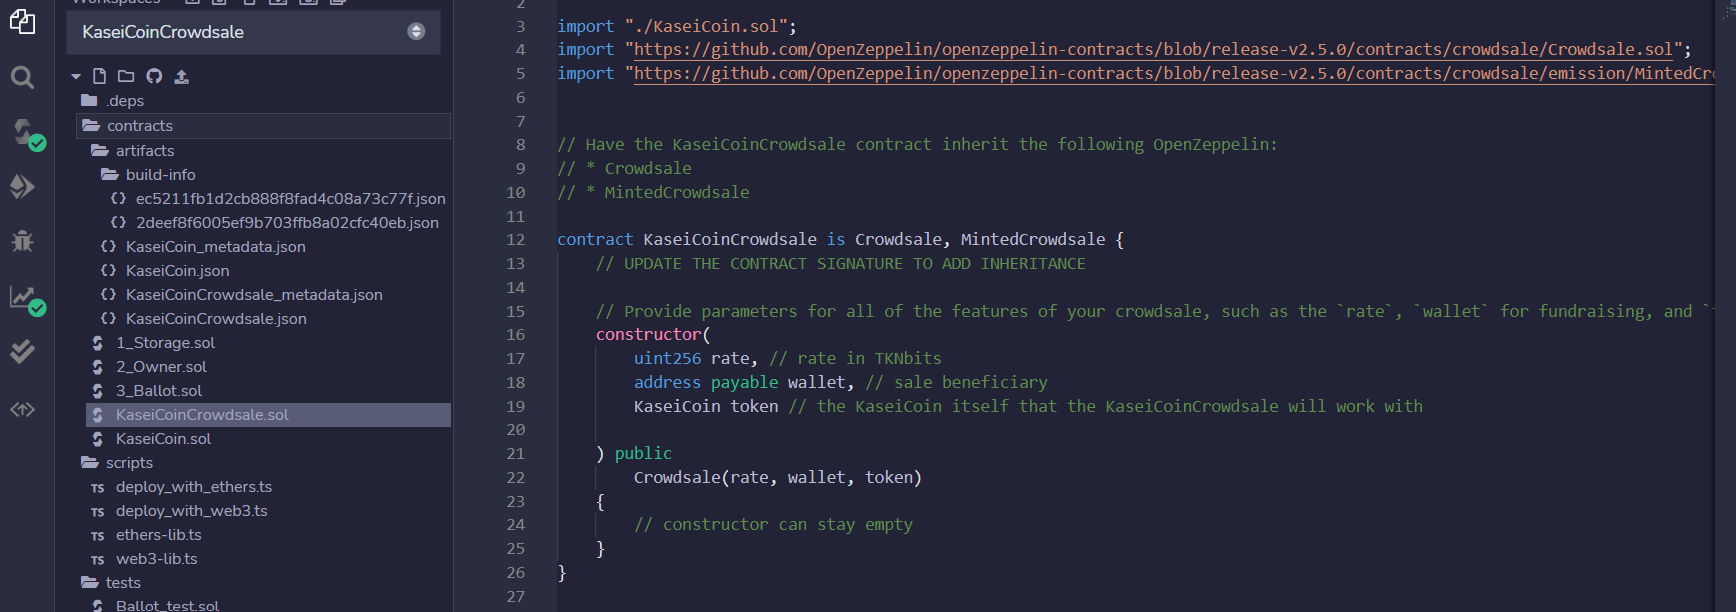 Workspaces
KaseiCoinCrowdsale
.deps
contracts
artifacts
build-info
ec5211fb1d2cb888f8fad4c08a73c77f.json
2deef8f6005ef9b703ffb8a02cfc40eb.json
KaseiCoin_metadata.json
KaseiCoin.json
KaseiCoinCrowdsale_metadata.json
KaseiCoinCrowdsale.json
1_Storage.sol
2_Owner.sol
3_Ballot.sol
KaseiCoinCrowdsale.sol
KaseiCoin.sol
scripts
TS deploy_with_ethers.ts
TS deploy_with_web3.ts
TS ethers-lib.ts
TS web3-lib.ts
tests
Ballot_test.sol
2
3 import "./KaseiCoin.sol";
4 import "https://github.com/OpenZeppelin/openzeppelin-contracts/blob/release-v2.5.0/contracts/crowdsale/Crowdsale.sol";
5 import "https://github.com/OpenZeppelin/openzeppelin-contracts/blob/release-v2.5.0/contracts/crowdsale/emission/MintedCro
6
7
8 // Have the KaseiCoinCrowdsale contract inherit the following OpenZeppelin:
9 // * Crowdsale
10 // * MintedCrowdsale
11
12 contract KaseiCoinCrowdsale is Crowdsale, MintedCrowdsale {
13 // UPDATE THE CONTRACT SIGNATURE TO ADD INHERITANCE
14
15 // Provide parameters for all of the features of your crowdsale, such as the `rate`, `wallet` for fundraising, and `
16 constructor(
17 uint256 rate, // rate in TKNbits
18 address payable wallet, // sale beneficiary
19 KaseiCoin token // the KaseiCoin itself that the KaseiCoinCrowdsale will work with
20
21 ) public
22 Crowdsale(rate, wallet, token)
23 {
24 // constructor can stay empty
25 }
26 }
27